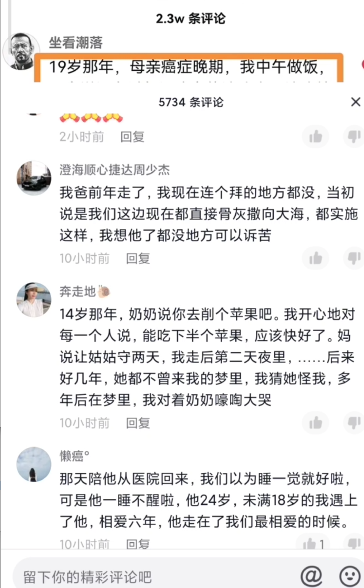 2.3w 条评论
坐看潮落
19岁那年，母亲癌症晚期，我中午做饭，
5734 条评论
2小时前 回复
澄海顺心捷达周少杰
我爸前年走了，我现在连个拜的地方都没，当初
说是我们这边现在都直接骨灰撒向大海，都实施
这样，我想他了都没地方可以诉苦
10小时前 回复
奔走地
14岁那年，奶奶说你去削个苹果吧。我开心地对
每一个人说，能吃下半个苹果，应该快好了。妈
说让姑姑守两天，我走后第二天夜里，……后来
好几年，她都不曾来我的梦里，我猜她怪我，多
年后在梦里，我对着奶奶嚎啕大哭
10小时前 回复
懒癌°
那天陪他从医院回来，我们以为睡一觉就好啦，
可是他一睡不醒啦，他24岁，未满18岁的我遇上
了他，相爱六年，他走在了我们最相爱的时候。
10小时前 回复 1
留下你的精彩评论吧